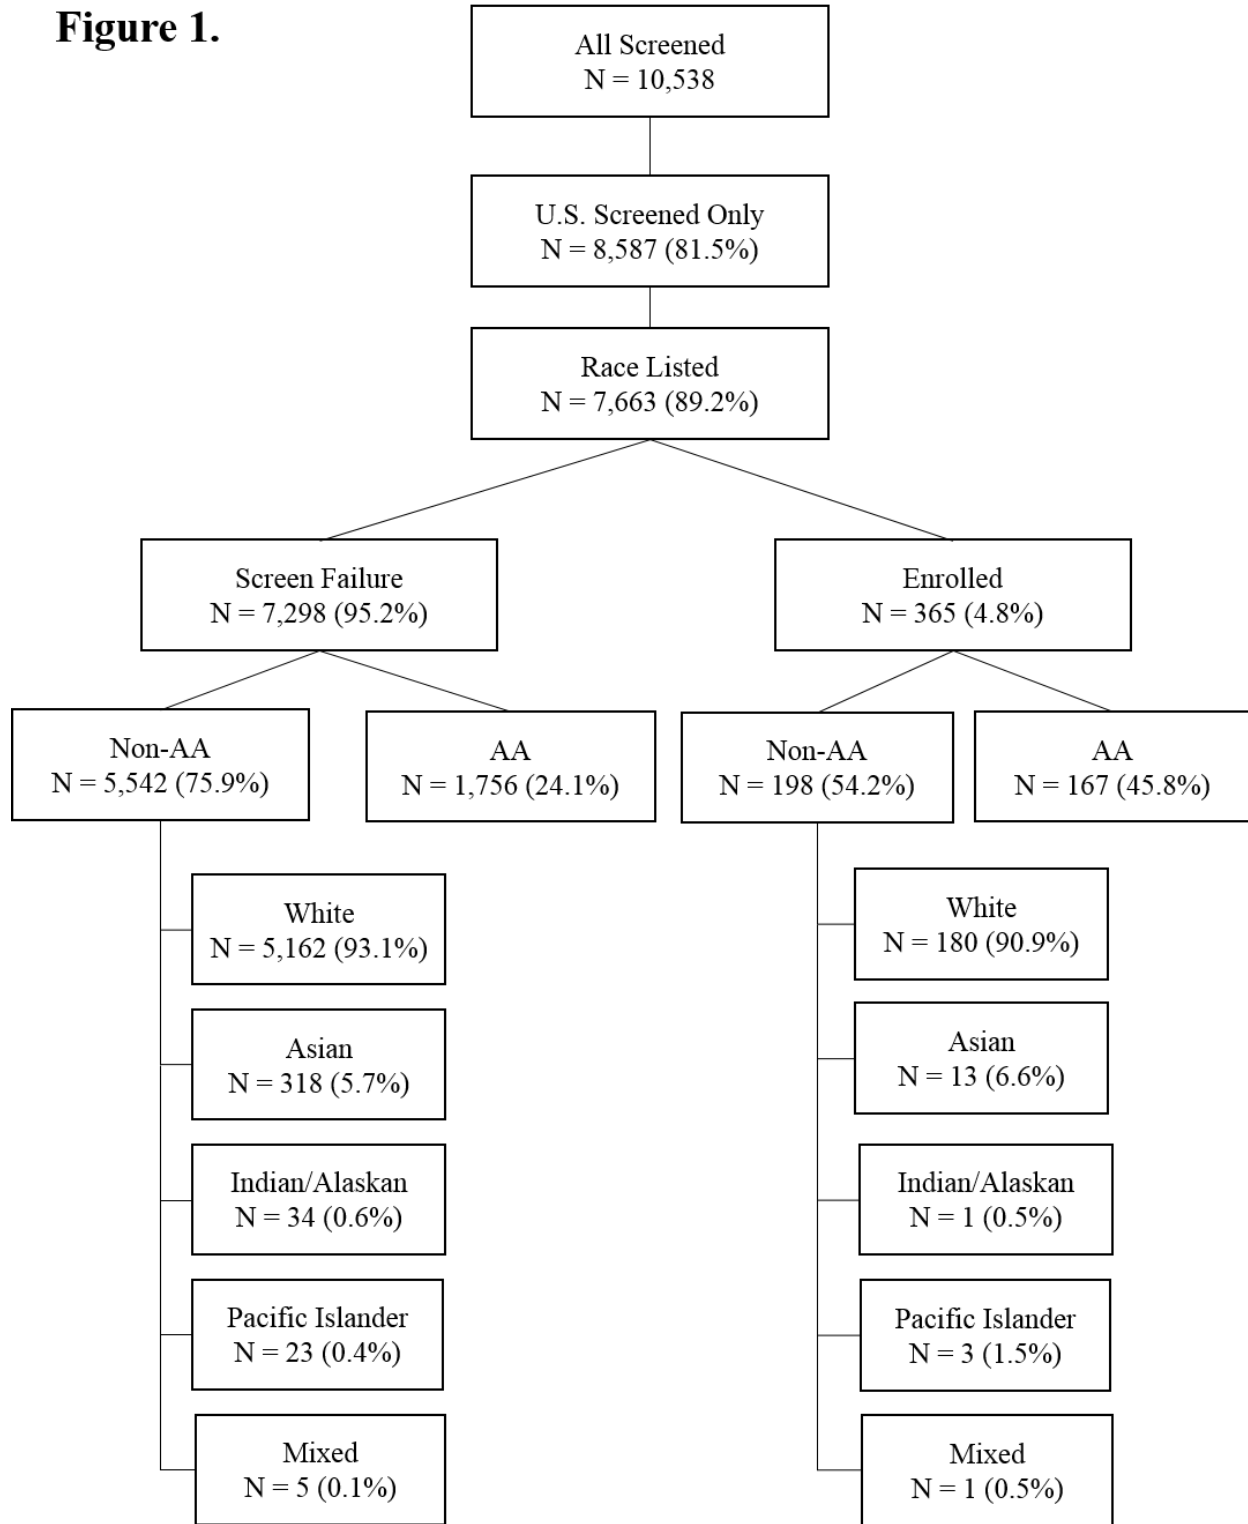 Figure 1.
All Screened
N = 10,538
U.S. Screened Only
N = 8,587 (81.5%)
Race Listed
N = 7,663 (89.2%)
Screen Failure
N = 7,298 (95.2%)
Enrolled
N = 365 (4.8%)
Non-AA
N = 5,542 (75.9%)
AA
N = 1,756 (24.1%)
Non-AA
N = 198 (54.2%)
AA
N = 167 (45.8%)
White
N = 5,162 (93.1%)
Asian
N = 318 (5.7%)
Indian/Alaskan
N = 34 (0.6%)
Pacific Islander
N = 23 (0.4%)
Mixed
N = 5 (0.1%)
White
N = 180 (90.9%)
Asian
N = 13 (6.6%)
Indian/Alaskan
N = 1 (0.5%)
Pacific Islander
N = 3 (1.5%)
Mixed
N = 1 (0.5%)